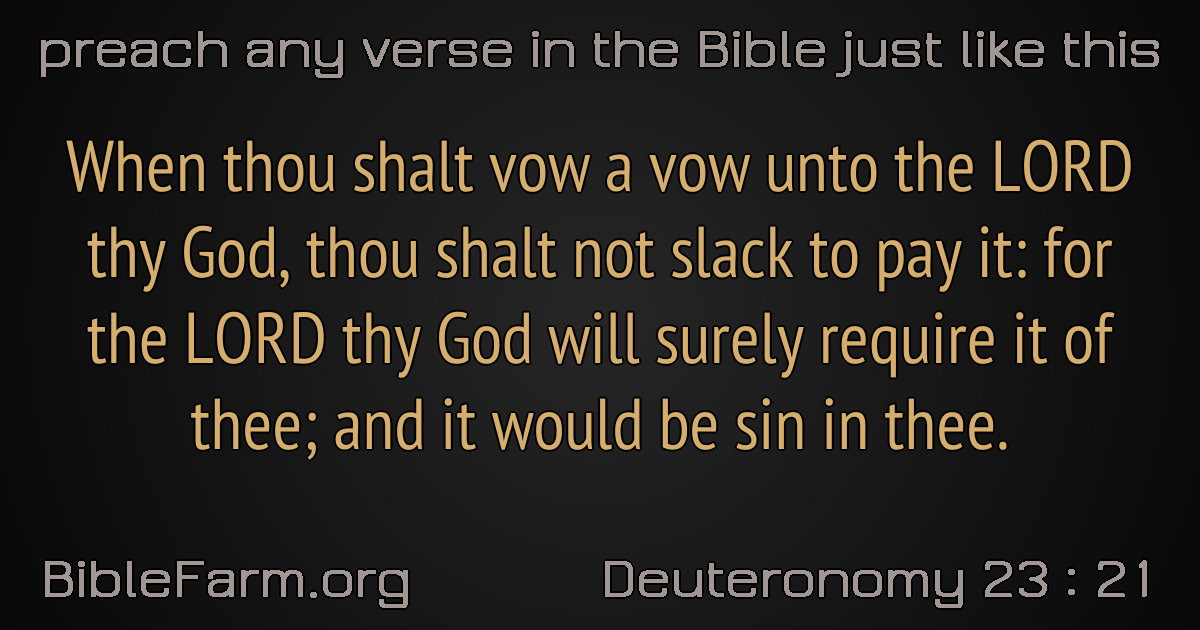 preach any verse in the Bible just like this
When thou shalt vow a vow unto the LORD
thy God, thou shalt not slack to pay it: for
the LORD thy God will surely require it of
thee; and it would be sin in thee.
BibleFarm.org
Deuteronomy 23 : 21